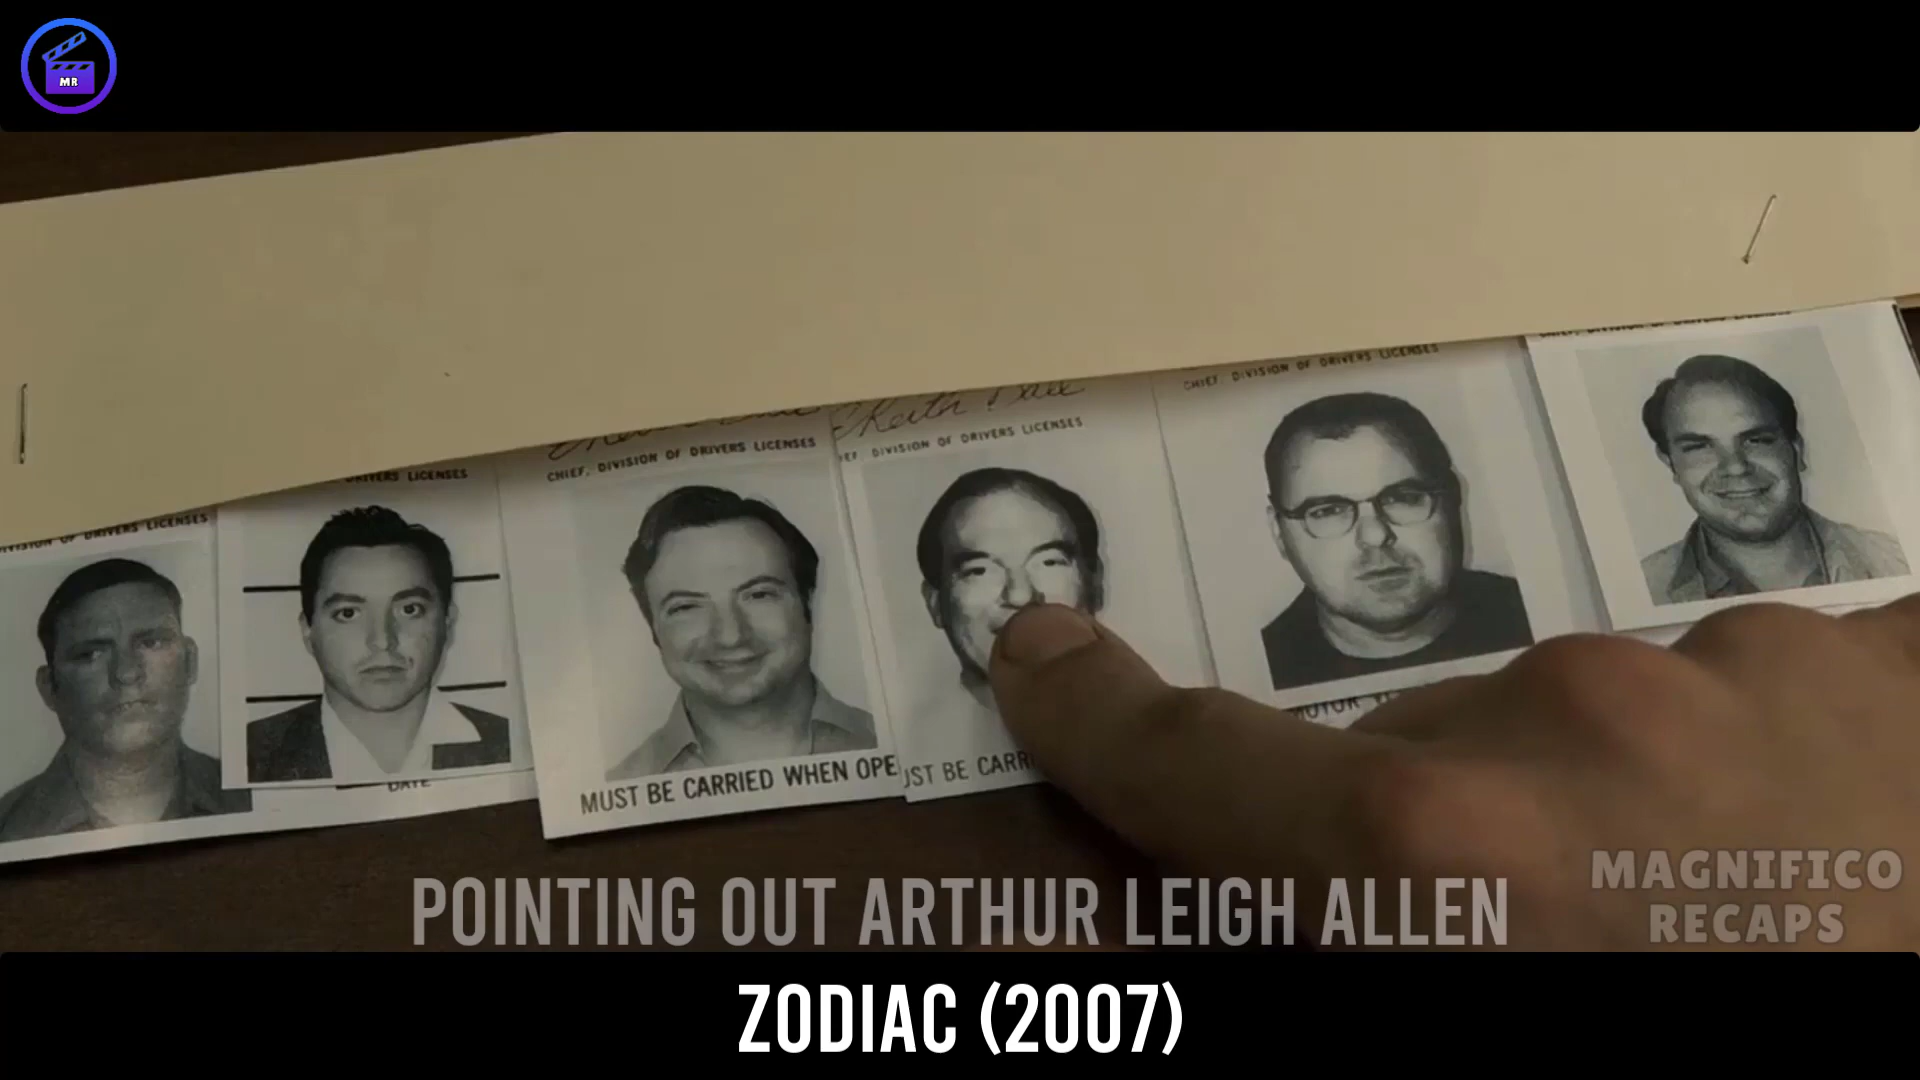 MR
CHIEF, DIVISION OF DRIVERS LICENSES
CHIEF, DIVISION OF DRIVERS LICENSES
DIVISION OF DRIVERS LICENSES
DRIVERS LICENSES
DIVISION OF DRIVERS LICENSES
MOTOR
MUST BE CARRIED WHEN OPE
UST BE CARR
DATE
POINTING OUT ARTHUR LEIGH ALLEN
MAGNIFICO
RECAPS
ZODIAC (2007)